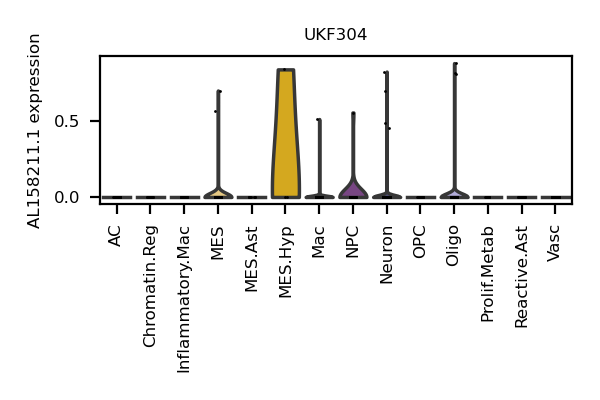 UKF304
AL158211.1 expression
0.5
0.0
AC
Chromatin.Reg
Inflammatory.Mac
MES
MES.Ast
MES.Hyp
Mac
NPC
Neuron
OPC
Oligo
Prolif.Metab
Reactive.Ast
Vasc